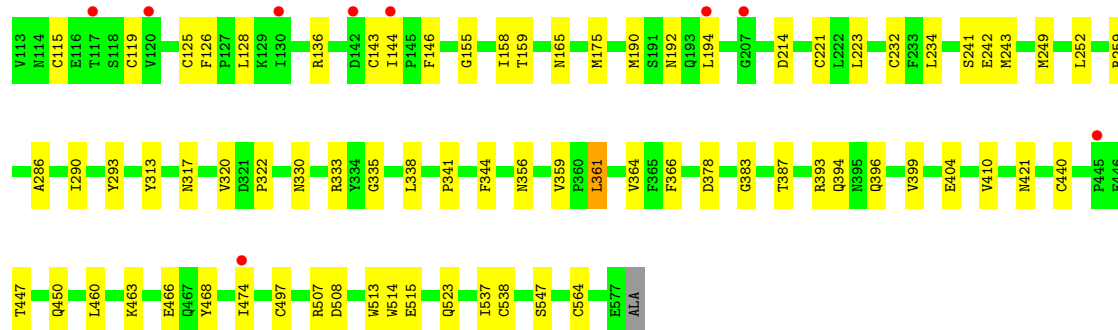 V113 N114 C115 E116 T117 S118 C119 V120 C125 F126 P127 L128 K129 I130 R136 D142 C143 I144 P145 F146 G155 I158 T159 N165 M175 M190 S191 N192 Q193 L194 G207 D214 C221 L222 L223 C232 F233 L234 S241 E242 M243 M249 L252 R259
A286 I290 Y293 Y313 N317 V320 D321 P322 N330 R333 Y334 G335 L338 P341 F344 N356 V359 P360 L361 V364 F365 F366 D378 G383 T387 R393 Q394 N395 Q396 V399 E404 V410 N421 C440 P445
T447 Q450 L460 K463 E466 Q467 Y468 I474 C497 R507 D508 W513 W514 E515 Q523 I537 C538 S547 C564 E577 ALA